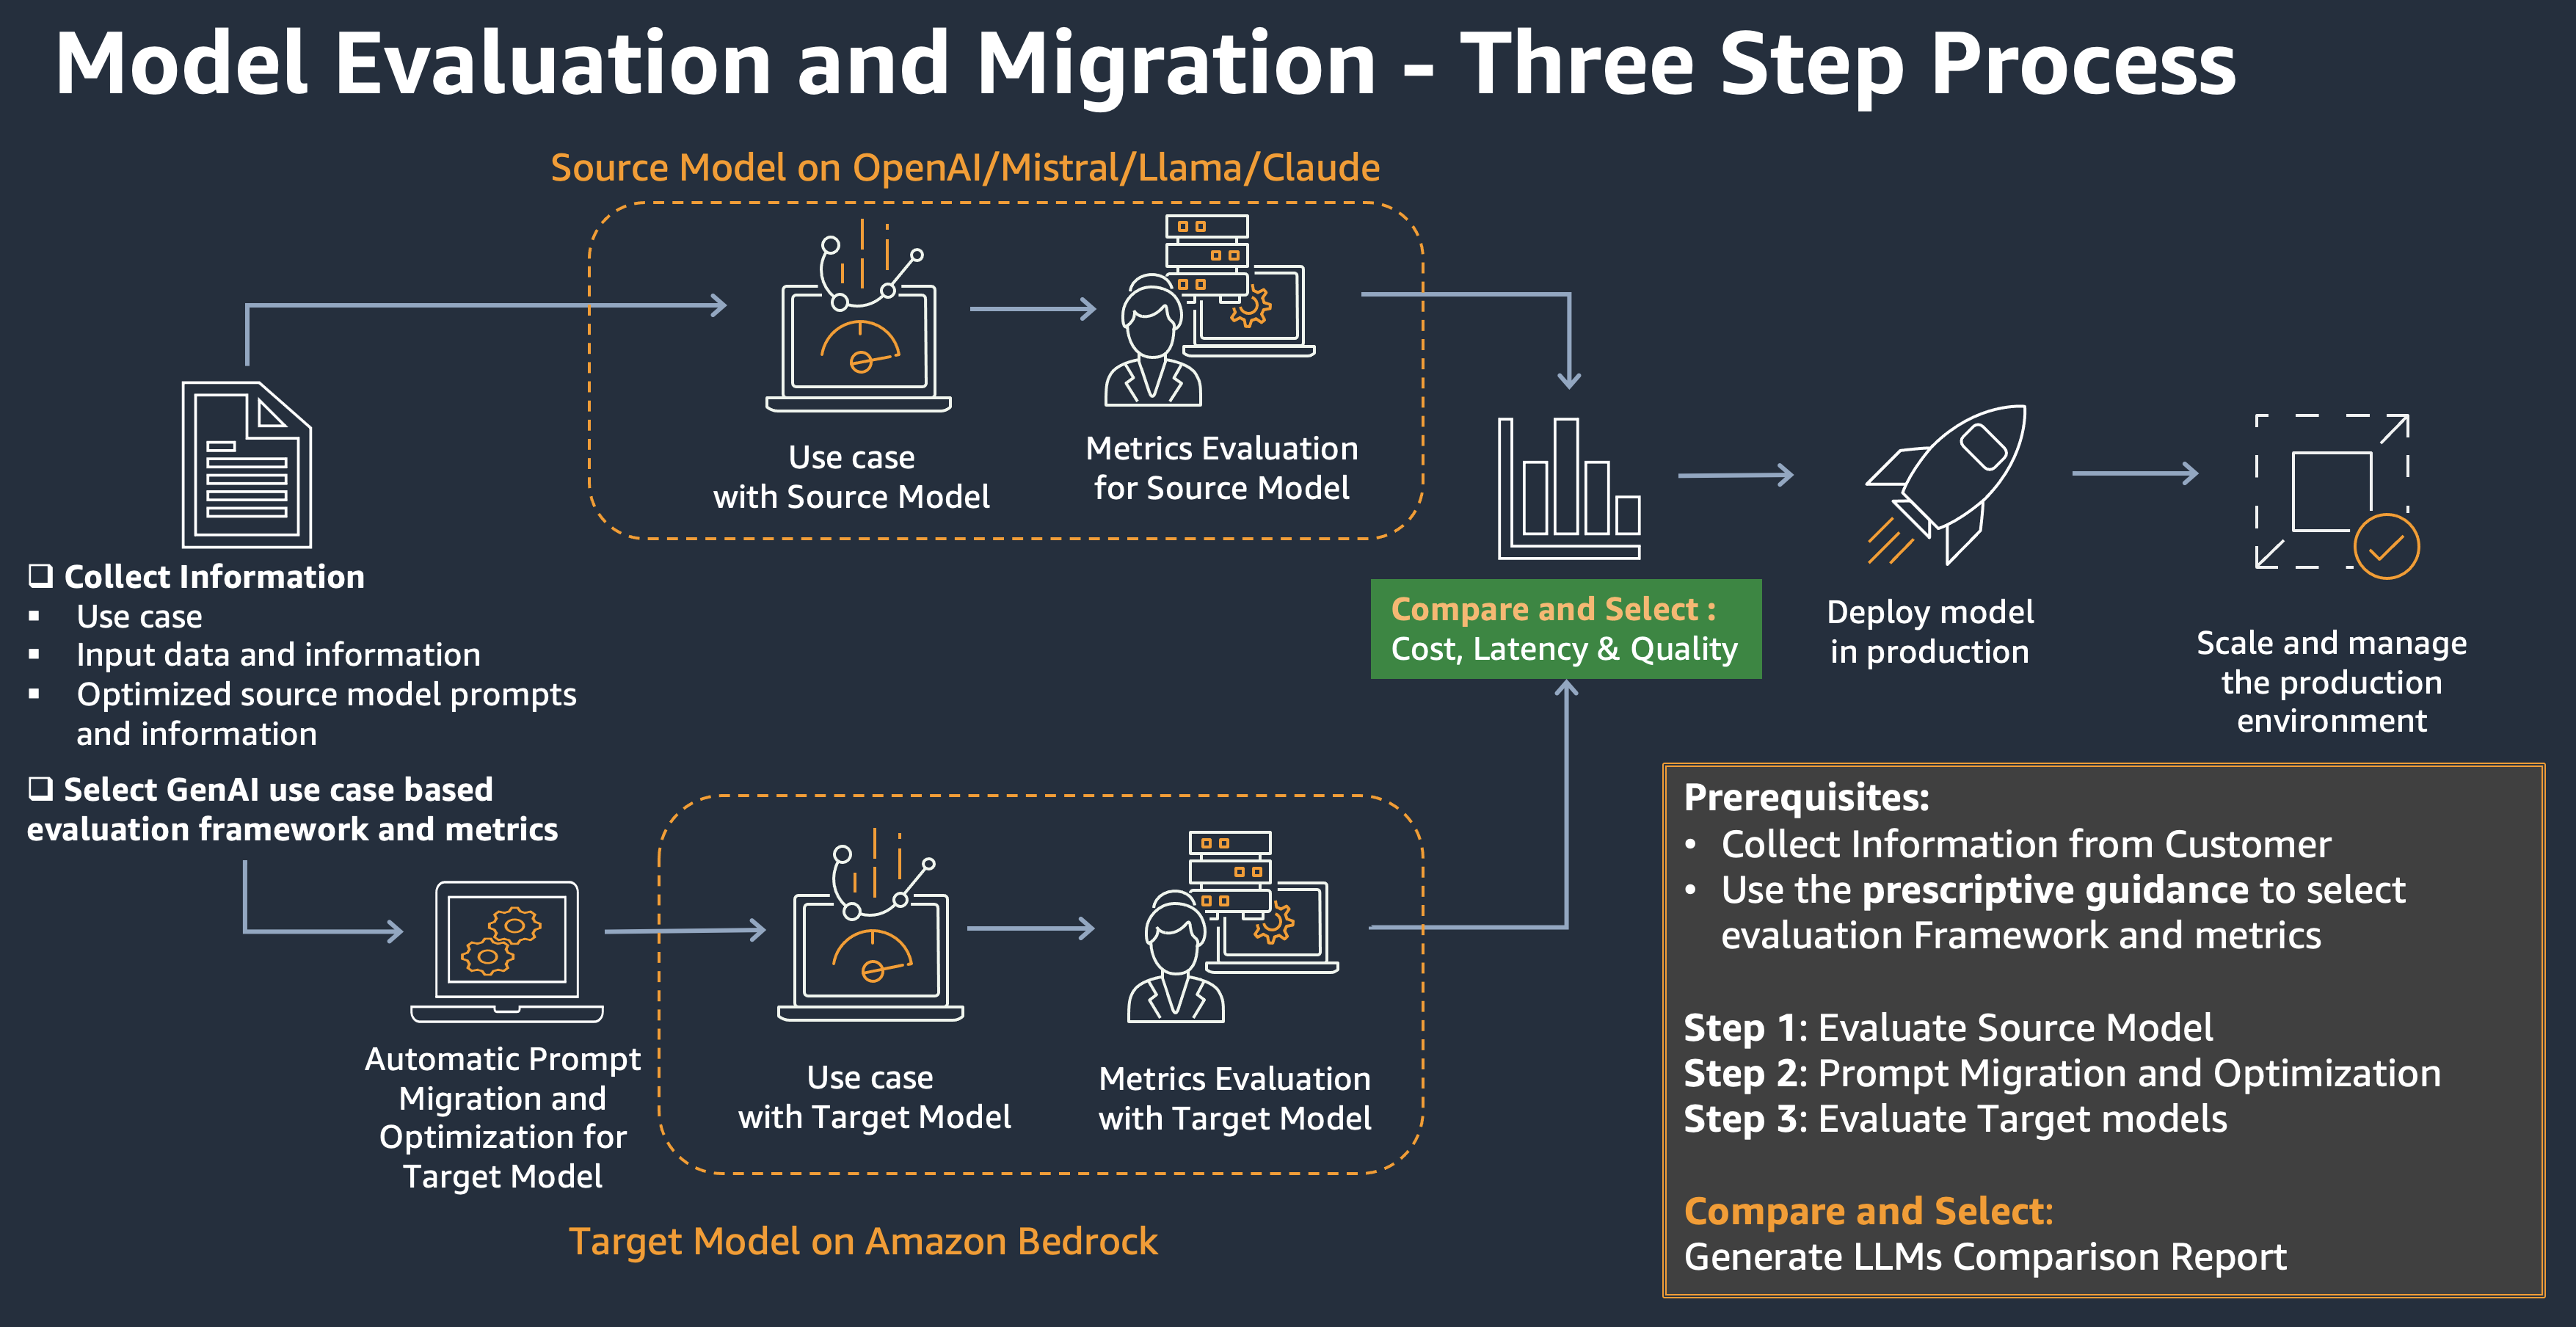 Model Evaluation and Migration - Three Step Process
Source Model on OpenAI/Mistral/Llama/Claude
Use case
with Source Model
Metrics Evaluation
for Source Model
❑ Collect Information
▪ Use case
▪ Input data and information
▪ Optimized source model prompts
and information
❑ Select GenAI use case based
evaluation framework and metrics
Automatic Prompt
Migration and
Optimization for
Target Model
Use case
with Target Model
Metrics Evaluation
with Target Model
Target Model on Amazon Bedrock
Compare and Select :
Cost, Latency & Quality
Deploy model
in production
Scale and manage
the production
environment
Prerequisites:
• Collect Information from Customer
• Use the prescriptive guidance to select
evaluation Framework and metrics
Step 1: Evaluate Source Model
Step 2: Prompt Migration and Optimization
Step 3: Evaluate Target models
Compare and Select:
Generate LLMs Comparison Report